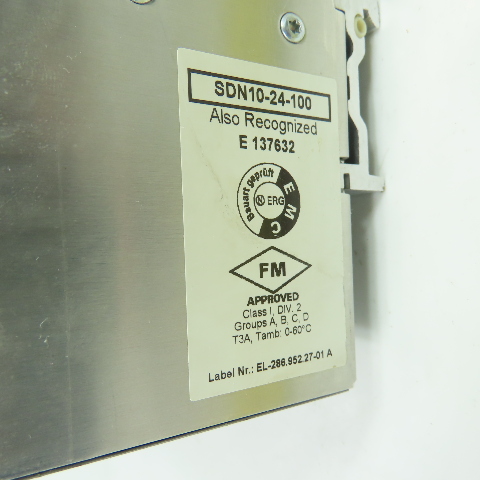 SDN10-24-100
Also Recognized
E 137632
Bauart geprüft
EMC
ERG
FM
APPROVED
Class I, DIV. 2
Groups A, B, C, D
T3A, Tamb: 0-60°C
Label Nr.: EL-286.952.27-01 A